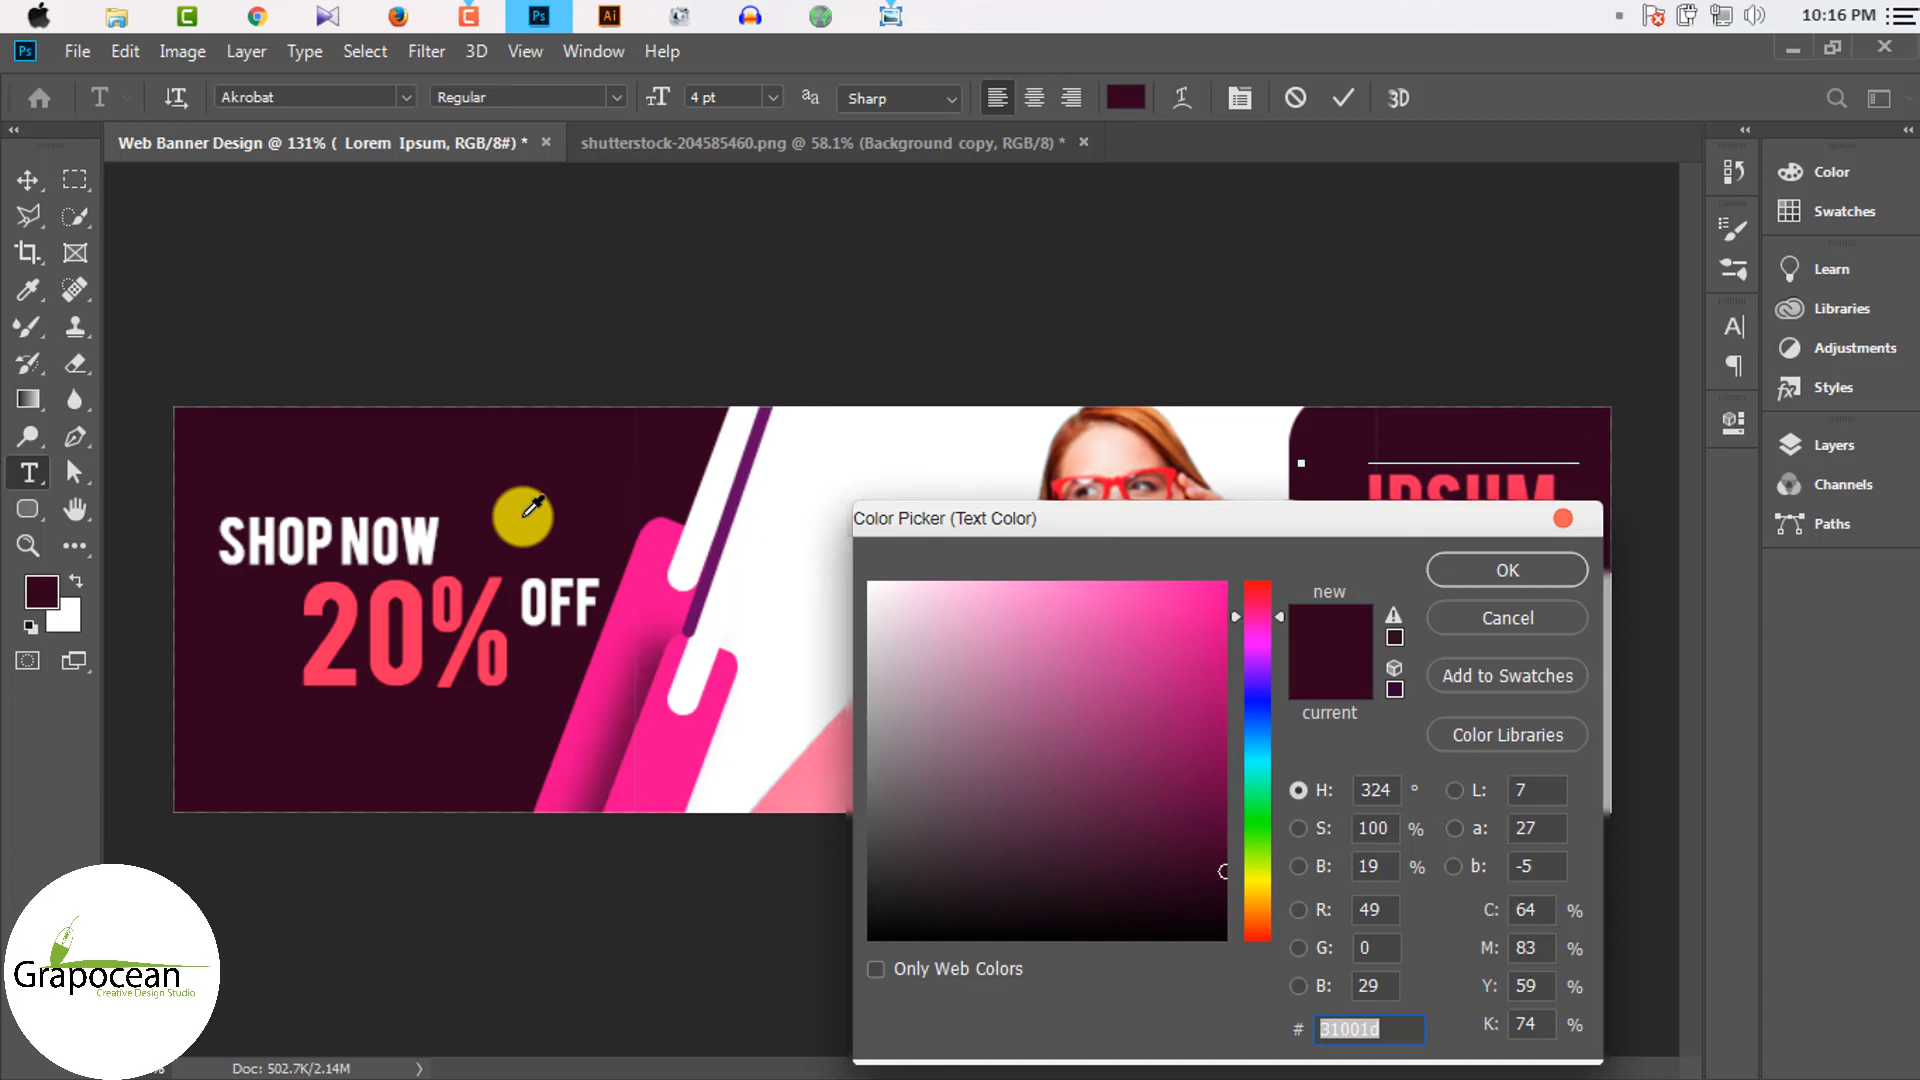 10:16 PM
Ps
Ai
Ps File Edit Image Layer Type Select Filter 3D View Window Help
Akrobat Regular 4 pt Sharp 3D
Web Banner Design @ 131% ( Lorem Ipsum, RGB/8#) *
shutterstock-204585460.png @ 58.1% (Background copy, RGB/8) *
Color
Swatches
Learn
Libraries
Adjustments
Styles
Layers
Channels
Paths
SHOP NOW
20% OFF
IPSUM
Color Picker (Text Color)
new
current
OK
Cancel
Add to Swatches
Color Libraries
H: 324 ° L: 7
S: 100 % a: 27
B: 19 % b: -5
R: 49 C: 64 %
G: 0 M: 83 %
B: 29 Y: 59 %
# 31001d K: 74 %
Only Web Colors
Grapocean
Creative Design Studio
Doc: 502.7K/2.14M